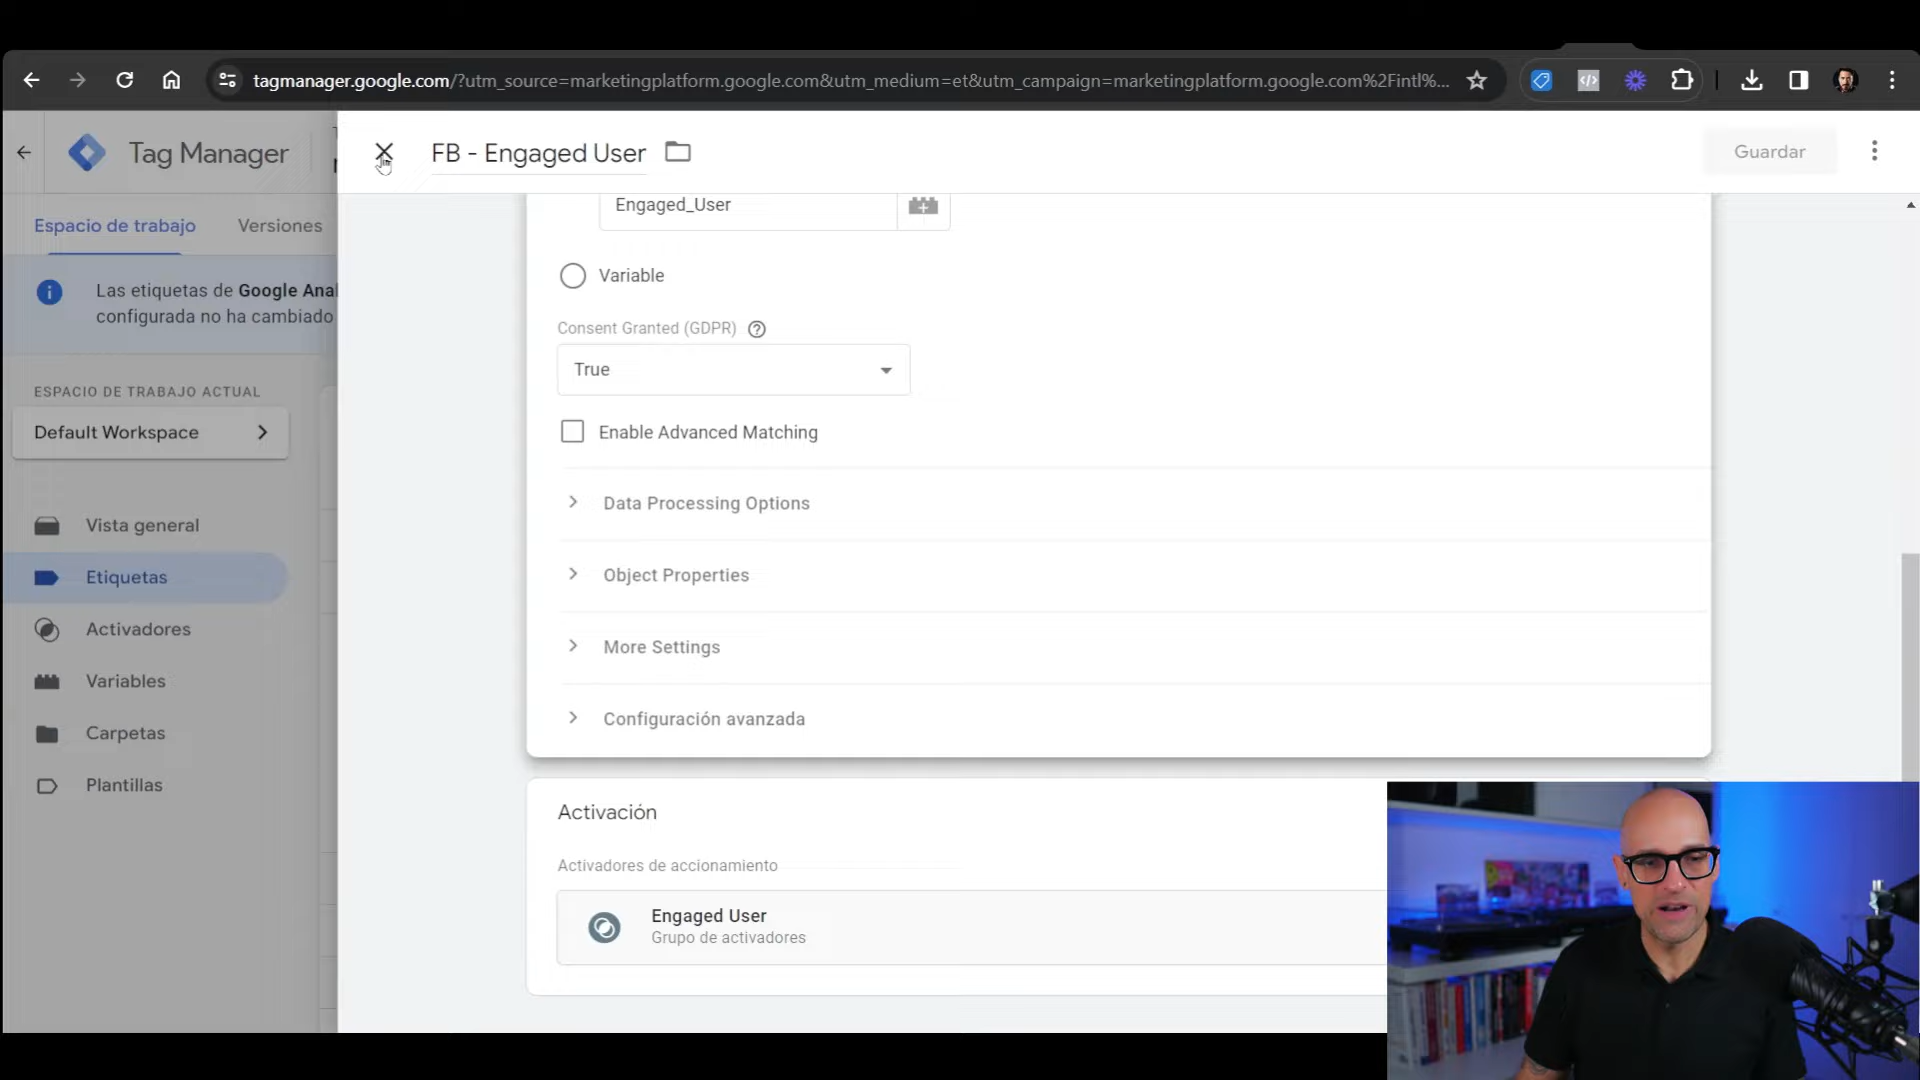 tagmanager.google.com/?utm_source=marketingplatform.google.com&utm_medium=et&utm_campaign=marketingplatform.google.com%2Fintl%...
Tag Manager
FB - Engaged User
Guardar
Espacio de trabajo
Versiones
Engaged_User
Variable
Las etiquetas de Google Anal
configurada no ha cambiado
Consent Granted (GDPR)
True
ESPACIO DE TRABAJO ACTUAL
Default Workspace
Enable Advanced Matching
Data Processing Options
Vista general
Etiquetas
Object Properties
Activadores
More Settings
Variables
Configuración avanzada
Carpetas
Plantillas
Activación
Activadores de accionamiento
Engaged User
Grupo de activadores